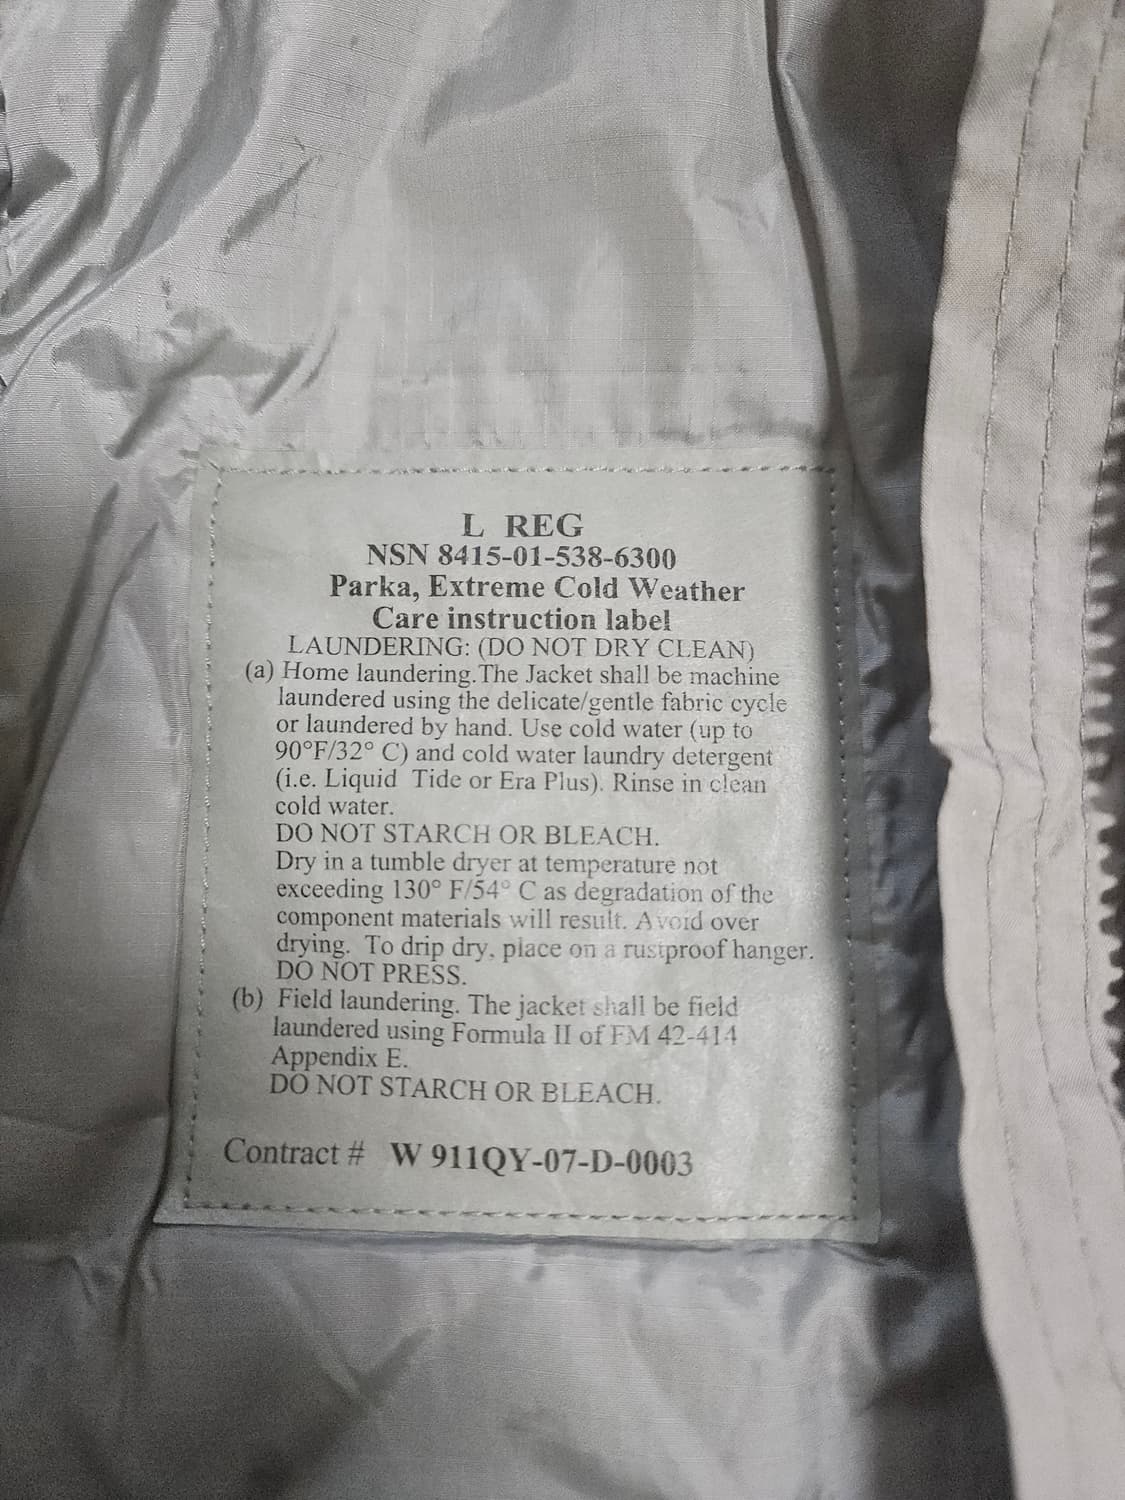 L REG
NSN 8415-01-538-6300
Parka, Extreme Cold Weather
Care instruction label
LAUNDERING: (DO NOT DRY CLEAN)
(a) Home laundering. The Jacket shall be machine
laundered using the delicate/gentle fabric cycle
or laundered by hand. Use cold water (up to
90°F/32° C) and cold water laundry detergent
(i.e. Liquid Tide or Era Plus). Rinse in clean
cold water.
DO NOT STARCH OR BLEACH.
Dry in a tumble dryer at temperature not
exceeding 130° F/54° C as degradation of the
component materials will result. Avoid over
drying. To drip dry, place on a rustproof hanger.
DO NOT PRESS.
(b) Field laundering. The jacket shall be field
laundered using Formula II of FM 42-414
Appendix E.
DO NOT STARCH OR BLEACH.
Contract # W 911QY-07-D-0003